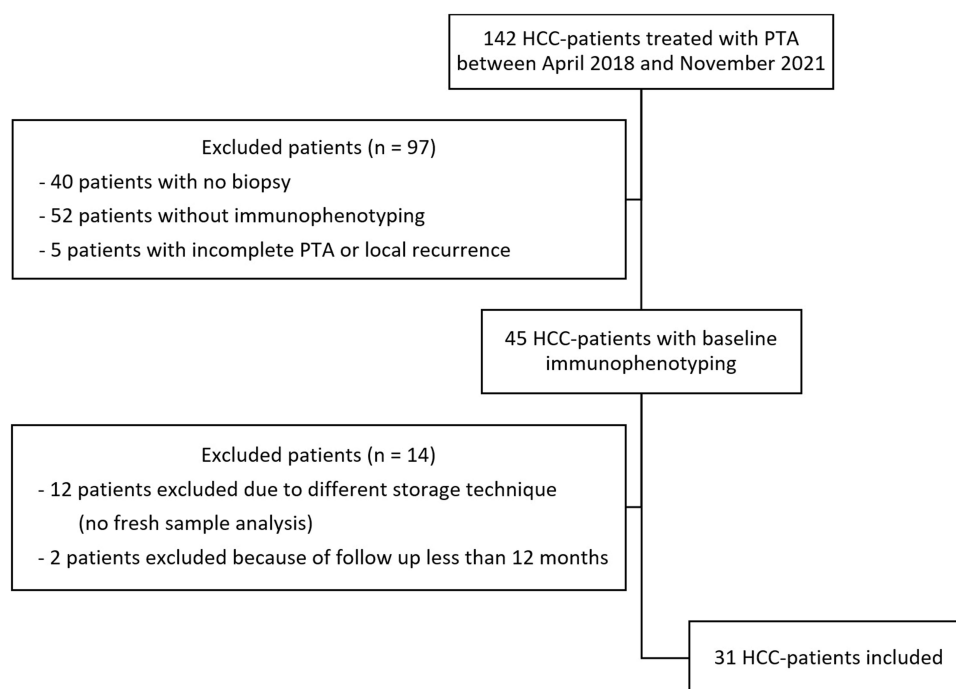 142 HCC-patients treated with PTA
between April 2018 and November 2021
Excluded patients (n = 97)
- 40 patients with no biopsy
- 52 patients without immunophenotyping
- 5 patients with incomplete PTA or local recurrence
45 HCC-patients with baseline
immunophenotyping
Excluded patients (n = 14)
- 12 patients excluded due to different storage technique
(no fresh sample analysis)
- 2 patients excluded because of follow up less than 12 months
31 HCC-patients included